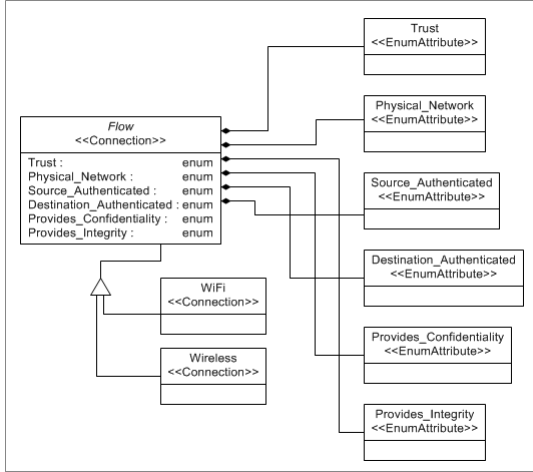 Trust
<<EnumAttribute>>
Physical_Network
<<EnumAttribute>>
Flow
<<Connection>>
Trust : enum
Physical_Network : enum
Source_Authenticated : enum
Destination_Authenticated : enum
Provides_Confidentiality : enum
Provides_Integrity : enum
Source_Authenticated
<<EnumAttribute>>
Destination_Authenticated
<<EnumAttribute>>
WiFi
<<Connection>>
Provides_Confidentiality
<<EnumAttribute>>
Wireless
<<Connection>>
Provides_Integrity
<<EnumAttribute>>